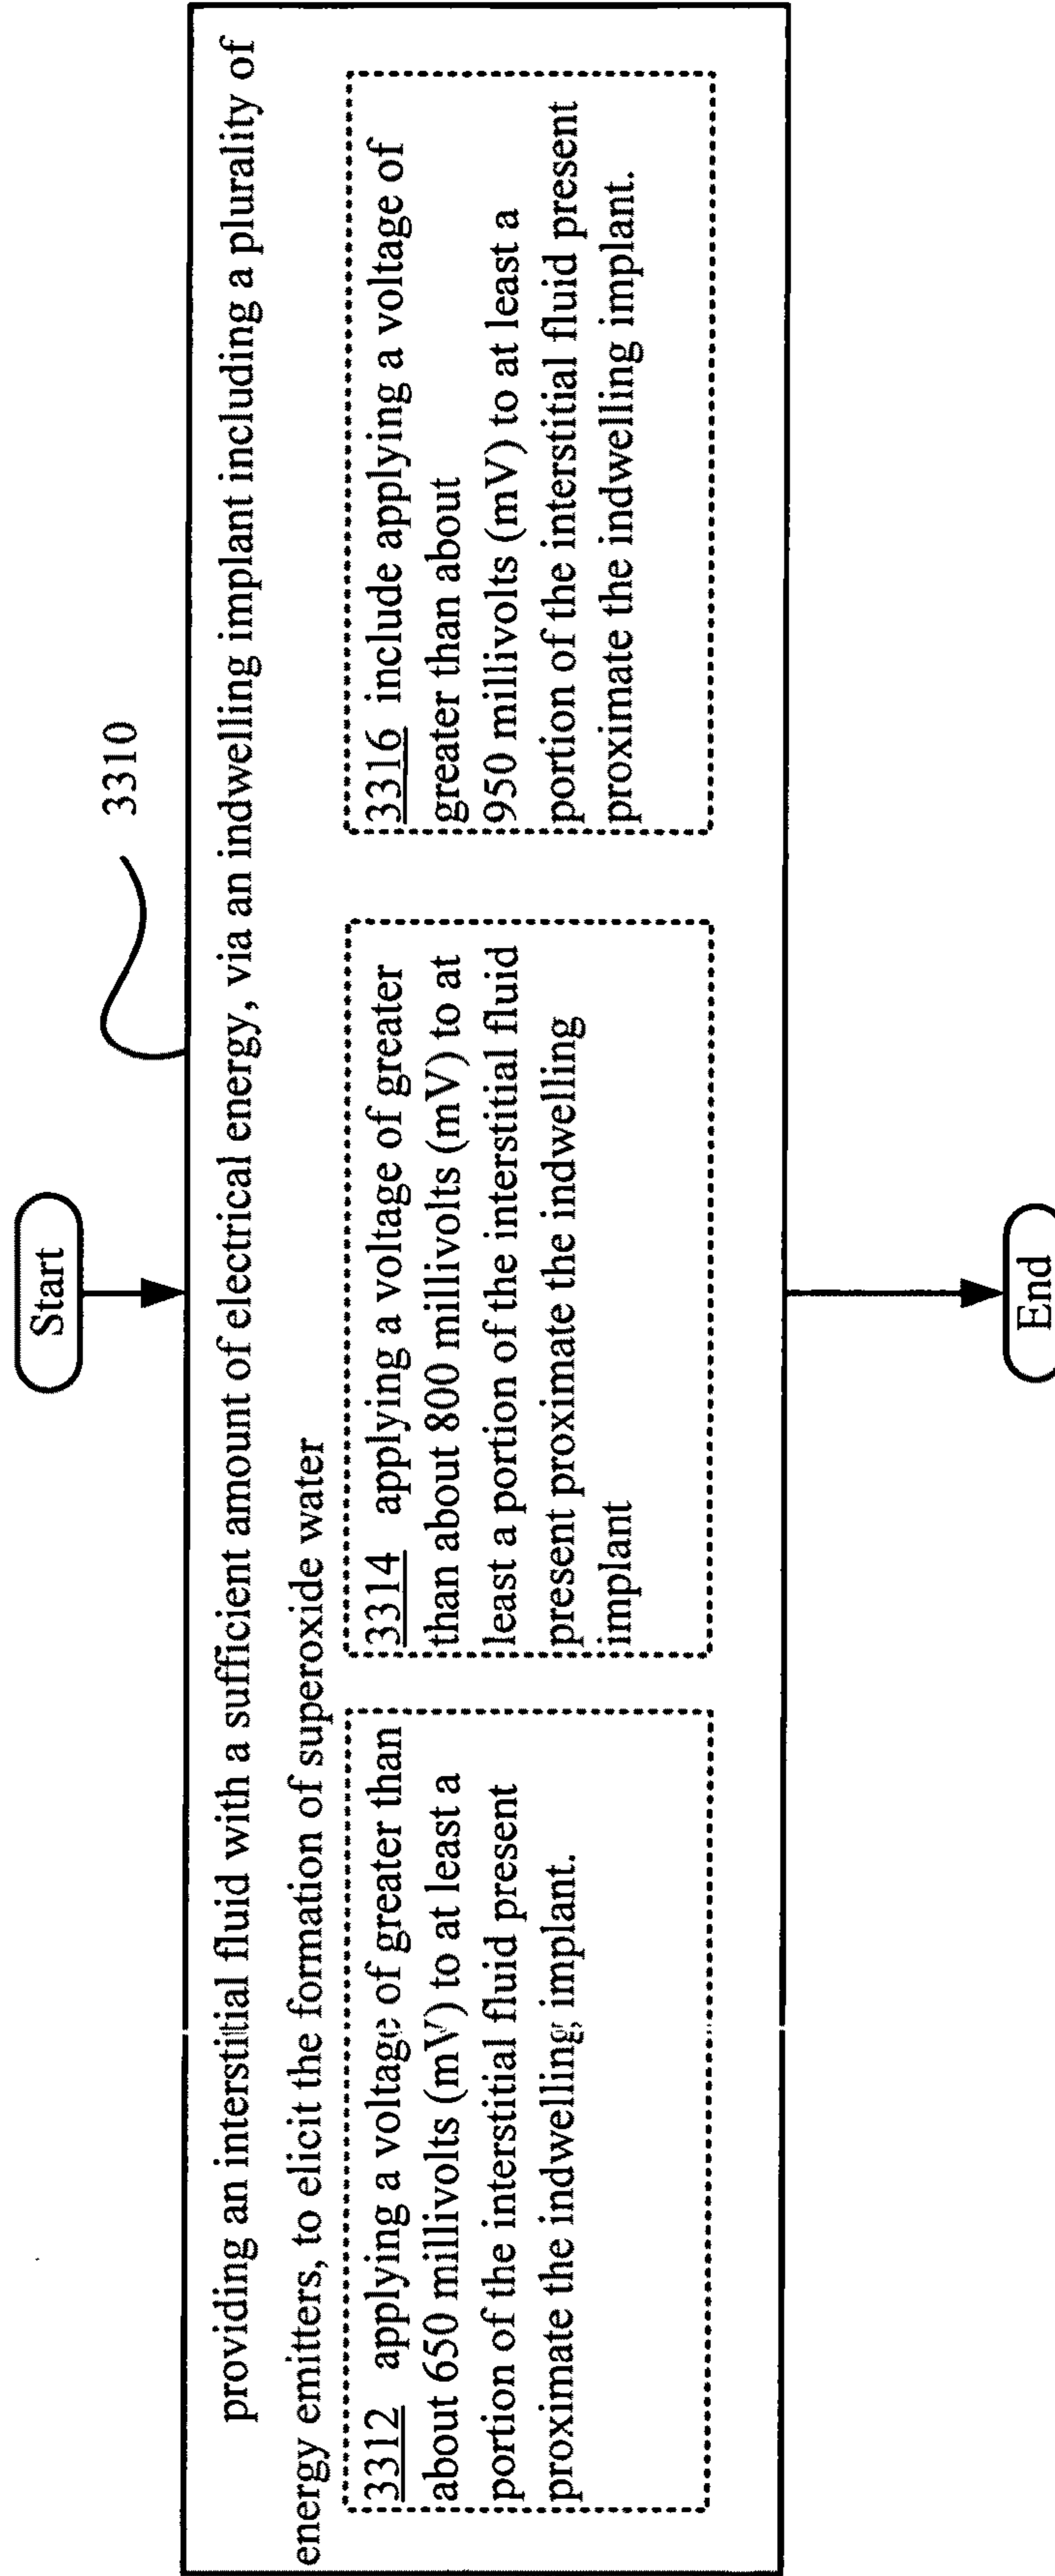 Start
3310
providing an interstitial fluid with a sufficient amount of electrical energy, via an indwelling implant including a plurality of
energy emitters, to elicit the formation of superoxide water
3312 applying a voltage of greater than
about 650 millivolts (mV) to at least a
portion of the interstitial fluid present
proximate the indwelling implant.
3314 applying a voltage of greater
than about 800 millivolts (mV) to at
least a portion of the interstitial fluid
present proximate the indwelling
implant
3316 include applying a voltage of
greater than about
950 millivolts (mV) to at least a
portion of the interstitial fluid present
proximate the indwelling implant.
End